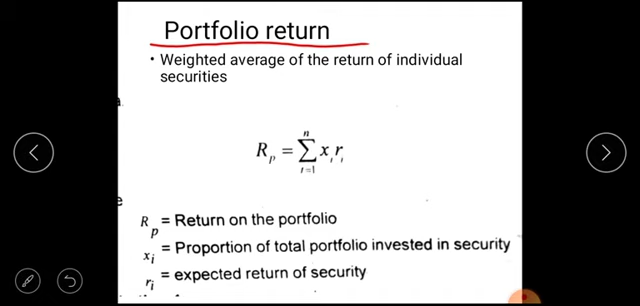 Portfolio return
• Weighted average of the return of individual
securities
a
R_p = \sum_{t=1}^{n} x_i r_i
e
R_p = Return on the portfolio
x_i = Proportion of total portfolio invested in security
r_i = expected return of security